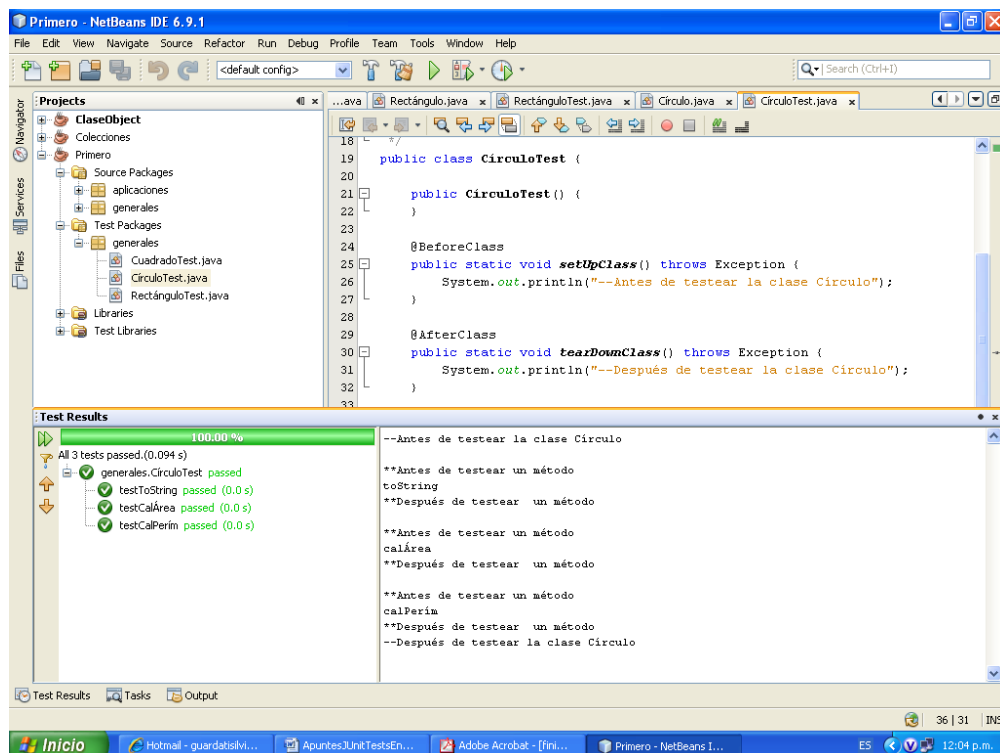 Primero - NetBeans IDE 6.9.1
File Edit View Navigate Source Refactor Run Debug Profile Team Tools Window Help
<default config>
Search (Ctrl+I)
Navigator
Services
Files
Projects
ClaseObject
Colecciones
Primero
Source Packages
aplicaciones
generales
Test Packages
generales
CuadradoTest.java
CírculoTest.java
RectánguloTest.java
Libraries
Test Libraries
...ava Rectángulo.java RectánguloTest.java Círculo.java CírculoTest.java
18 */
19 public class CírculoTest {
20
21 public CírculoTest() {
22 }
23
24 @BeforeClass
25 public static void setUpClass() throws Exception {
26 System.out.println("--Antes de testear la clase Círculo");
27 }
28
29 @AfterClass
30 public static void tearDownClass() throws Exception {
31 System.out.println("--Después de testear la clase Círculo");
32 }
33
Test Results
100.00 %
All 3 tests passed.(0.094 s)
generales.CírculoTest passed
testToString passed (0.0 s)
testCalÁrea passed (0.0 s)
testCalPerím passed (0.0 s)
--Antes de testear la clase Círculo
**Antes de testear un método
toString
**Después de testear  un método
**Antes de testear un método
calÁrea
**Después de testear  un método
**Antes de testear un método
calPerím
**Después de testear  un método
--Después de testear la clase Círculo
Test Results Tasks Output
36 | 31 INS
Inicio Hotmail - guardatisilvi... ApuntesJUnitTestsEn... Adobe Acrobat - [fini... Primero - NetBeans I... ES 12:04 p.m.